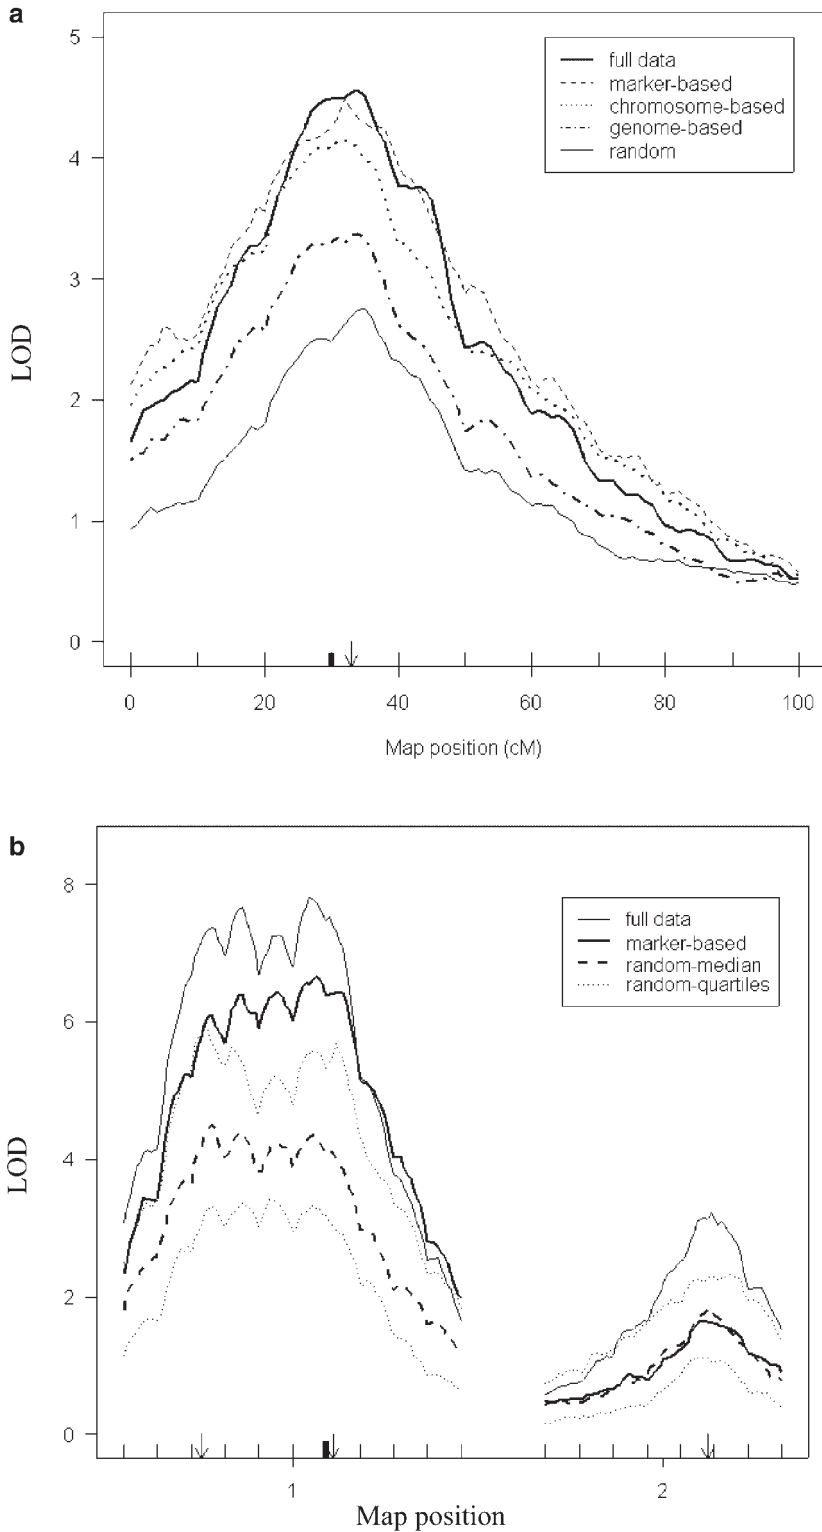 a
5
4
3
2
1
0
LOD
full data
marker-based
chromosome-based
genome-based
random
0 20 40 60 80 100
Map position (cM)
b
8
6
4
2
0
LOD
full data
marker-based
random-median
random-quartiles
1 2
Map position